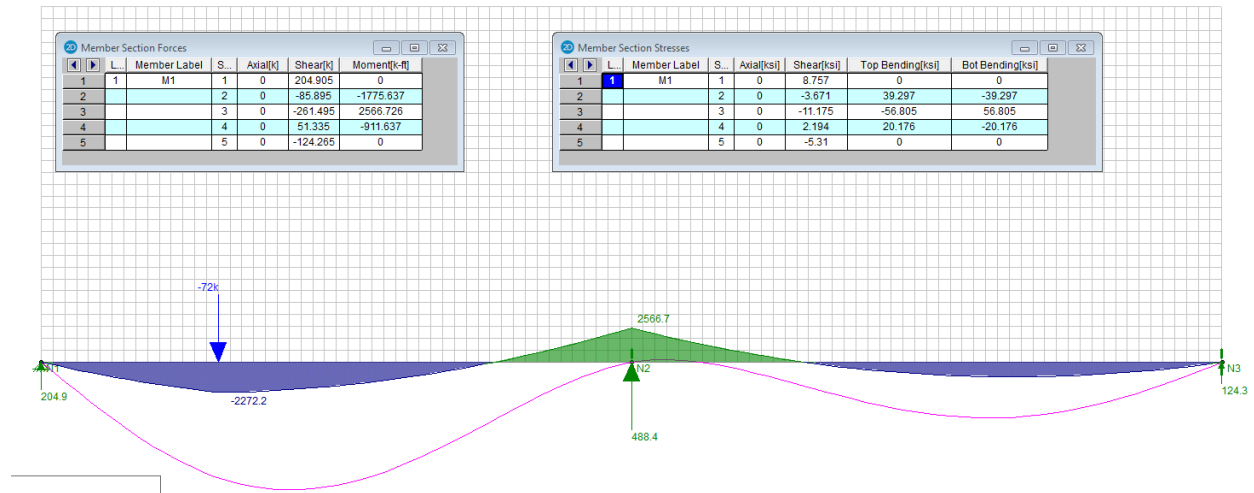 2D Member Section Forces
L... Member Label S... Axial[k] Shear[k] Moment[k-ft]
1 1 M1 1 0 204.905 0
2 2 0 -85.895 -1775.637
3 3 0 -261.495 2566.726
4 4 0 51.335 -911.637
5 5 0 -124.265 0
2D Member Section Stresses
L... Member Label S... Axial[ksi] Shear[ksi] Top Bending[ksi] Bot Bending[ksi]
1 1 M1 1 0 8.757 0 0
2 2 0 -3.671 39.297 -39.297
3 3 0 -11.175 -56.805 56.805
4 4 0 2.194 20.176 -20.176
5 5 0 -5.31 0 0
-72k
2566.7
N2
N3
204.9
-2272.2
124.3
488.4